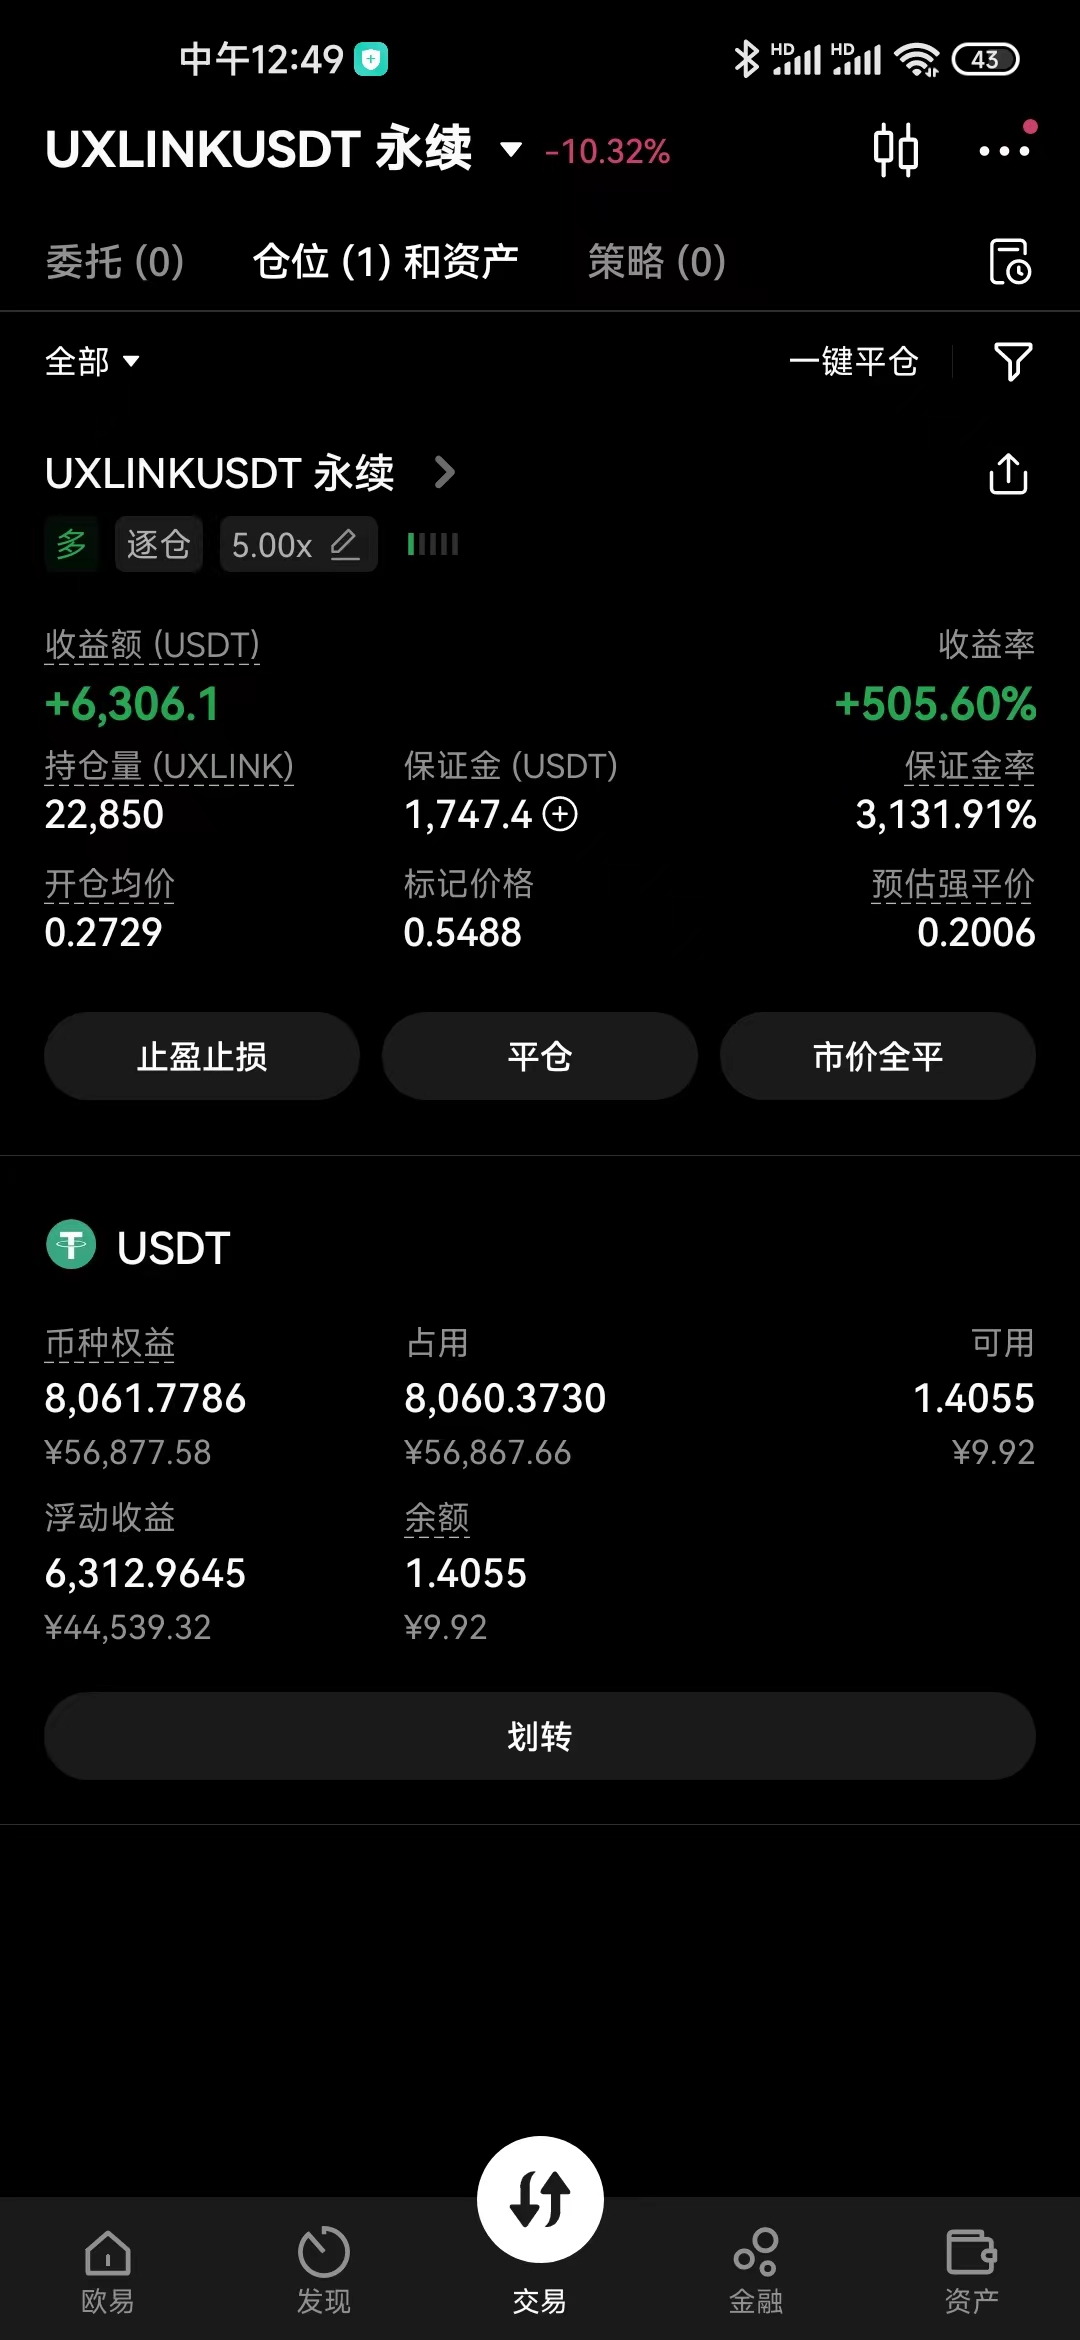 中午12:49
HD HD 43
UXLINKUSDT 永续 -10.32%
委托 (0) 仓位 (1) 和资产 策略 (0)
全部 一键平仓
UXLINKUSDT 永续
多 逐仓 5.00x
收益额 (USDT) 收益率
+6,306.1 +505.60%
持仓量 (UXLINK) 保证金 (USDT) 保证金率
22,850 1,747.4 3,131.91%
开仓均价 标记价格 预估强平价
0.2729 0.5488 0.2006
止盈止损 平仓 市价全平
USDT
币种权益 占用 可用
8,061.7786 8,060.3730 1.4055
¥56,877.58 ¥56,867.66 ¥9.92
浮动收益 余额
6,312.9645 1.4055
¥44,539.32 ¥9.92
划转
欧易 发现 交易 金融 资产